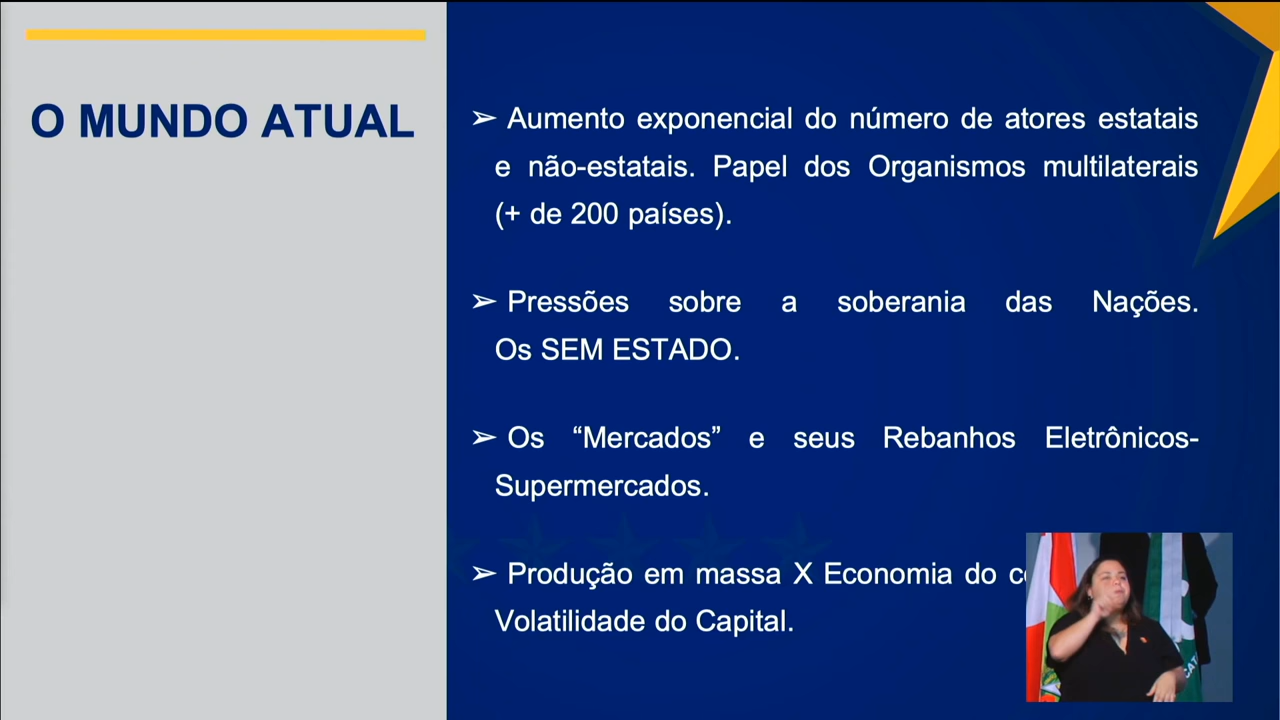 O MUNDO ATUAL
➢ Aumento exponencial do número de atores estatais
e não-estatais. Papel dos Organismos multilaterais
(+ de 200 países).
➢ Pressões sobre a soberania das Nações.
Os SEM ESTADO.
➢ Os “Mercados” e seus Rebanhos Eletrônicos-
Supermercados.
➢ Produção em massa X Economia do
Volatilidade do Capital.